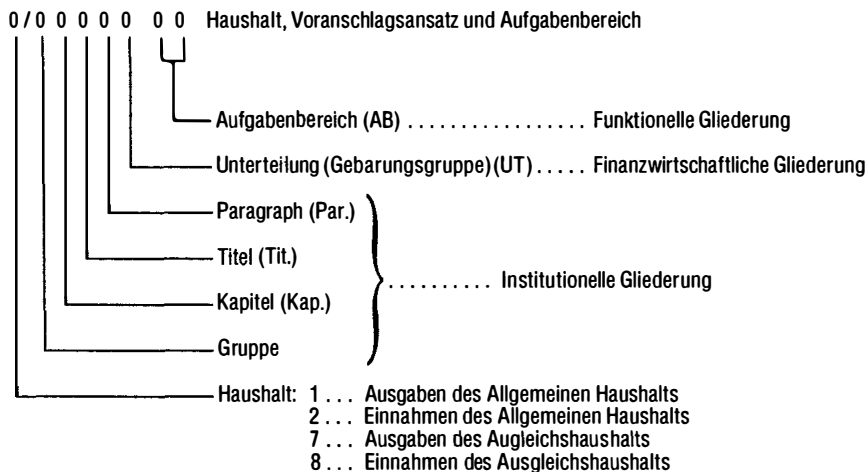 0/0 0 0 0 0 0 0 Haushalt, Voranschlagsansatz und Aufgabenbereich
Aufgabenbereich (AB) . . . . . . . . . . . . . . . . . Funktionelle Gliederung
Unterteilung (Gebarungsgruppe) (UT) . . . . . Finanzwirtschaftliche Gliederung
Paragraph (Par.)
Titel (Tit.)
. . . . . . . . . . Institutionelle Gliederung
Kapitel (Kap.)
Gruppe
Haushalt: 1 . . . Ausgaben des Allgemeinen Haushalts
2 . . . Einnahmen des Allgemeinen Haushalts
7 . . . Ausgaben des Augleichshaushalts
8 . . . Einnahmen des Ausgleichshaushalts